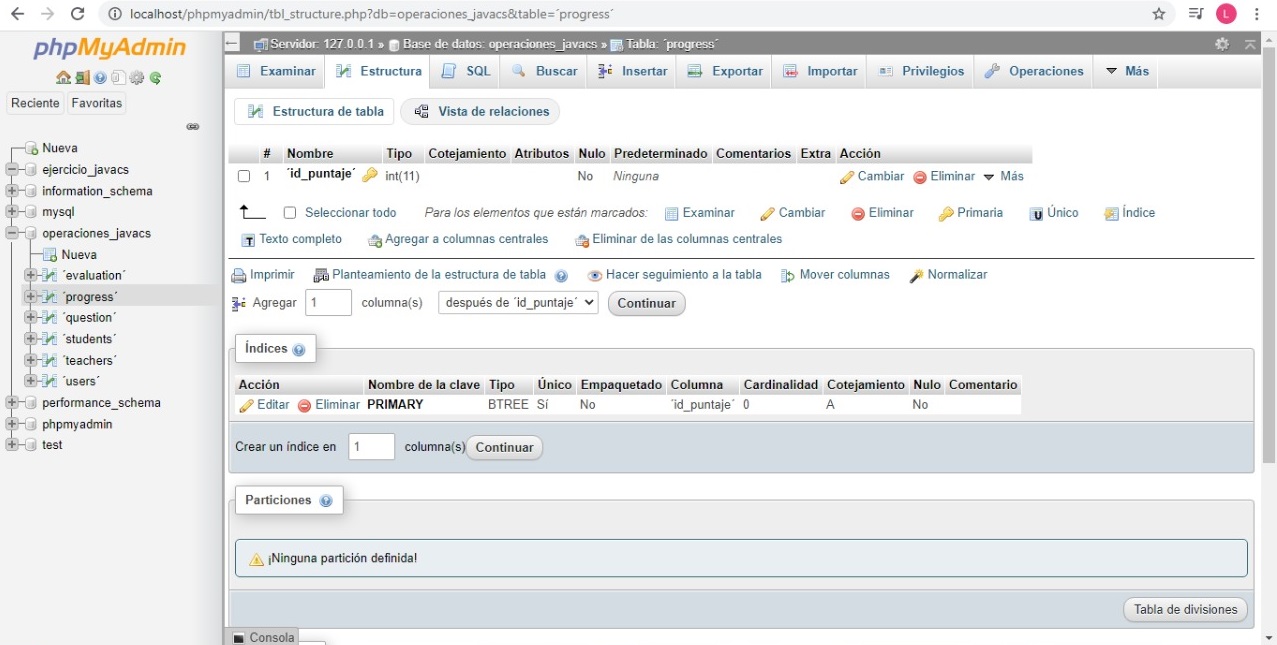 localhost/phpmyadmin/tbl_structure.php?db=operaciones_javacs&table=´progress´
L
phpMyAdmin
Reciente Favoritas
Nueva
ejercicio_javacs
information_schema
mysql
operaciones_javacs
Nueva
´evaluation´
´progress´
´question´
´students´
´teachers´
´users´
performance_schema
phpmyadmin
test
Servidor: 127.0.0.1 » Base de datos: operaciones_javacs » Tabla: ´progress´
Examinar Estructura SQL Buscar Insertar Exportar Importar Privilegios Operaciones Más
Estructura de tabla Vista de relaciones
# Nombre Tipo Cotejamiento Atributos Nulo Predeterminado Comentarios Extra Acción
1 ´id_puntaje´ int(11) No Ninguna Cambiar Eliminar Más
Seleccionar todo Para los elementos que están marcados: Examinar Cambiar Eliminar Primaria Único Índice
Texto completo Agregar a columnas centrales Eliminar de las columnas centrales
Imprimir Planteamiento de la estructura de tabla Hacer seguimiento a la tabla Mover columnas Normalizar
Agregar 1 columna(s) después de ´id_puntaje´ Continuar
Índices
Acción Nombre de la clave Tipo Único Empaquetado Columna Cardinalidad Cotejamiento Nulo Comentario
Editar Eliminar PRIMARY BTREE Sí No ´id_puntaje´ 0 A No
Crear un índice en 1 columna(s) Continuar
Particiones
¡Ninguna partición definida!
Tabla de divisiones
Consola